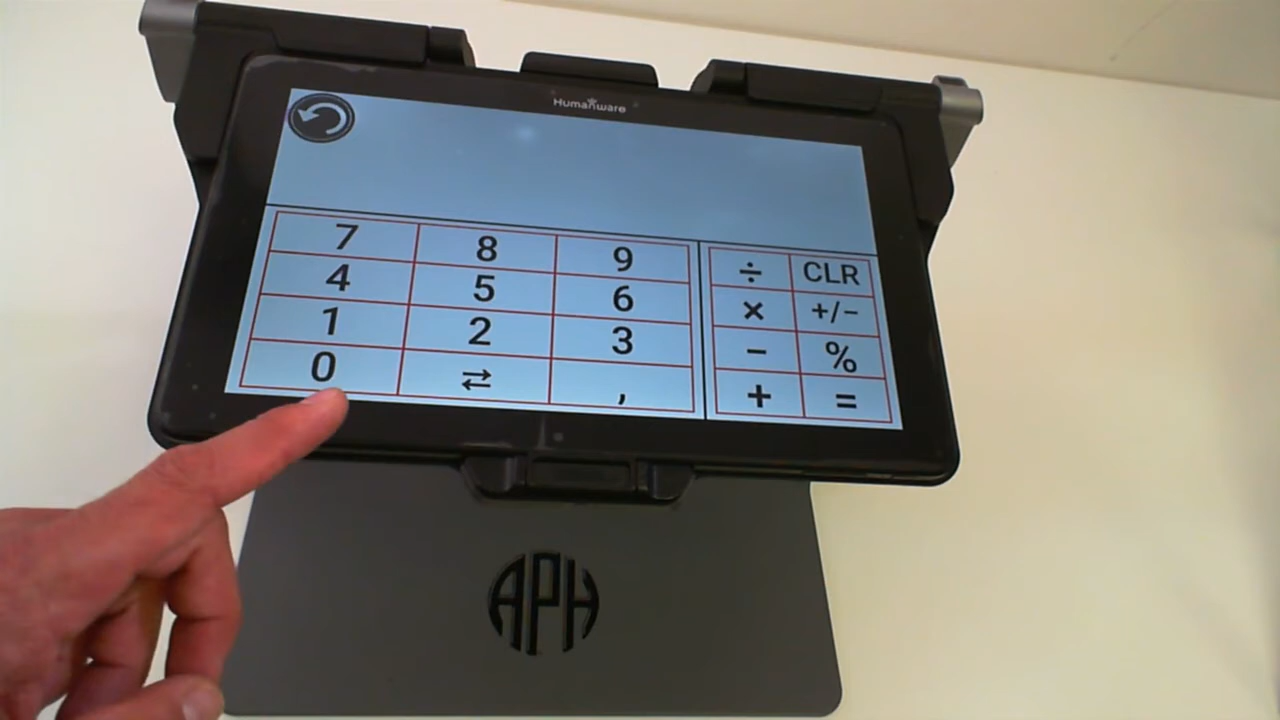 Humanware
7 8 9 ÷ CLR
4 5 6 × +/−
1 2 3 − %
0 ⇄ , + =
APH